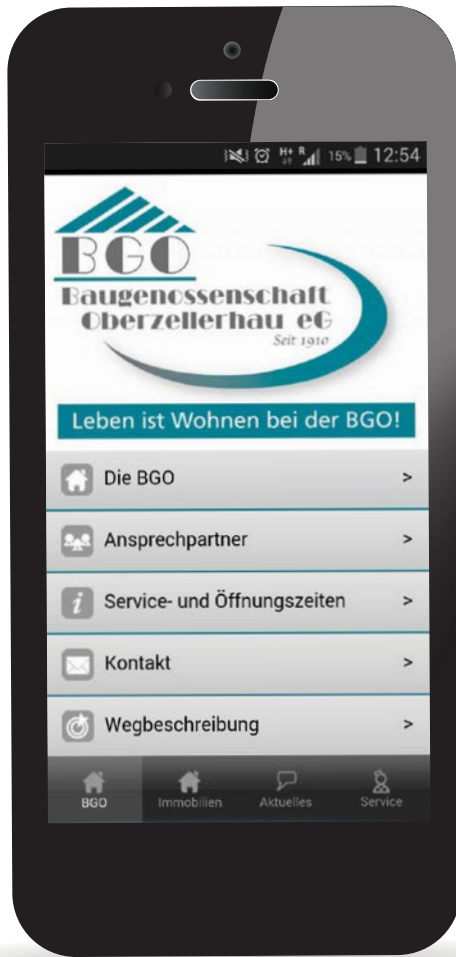 H+ R 15% 12:54
BGO
Baugenossenschaft
Oberzellerhau eG
Seit 1910
Leben ist Wohnen bei der BGO!
Die BGO >
Ansprechpartner >
i Service- und Öffnungszeiten >
Kontakt >
Wegbeschreibung >
BGO Immobilien Aktuelles Service